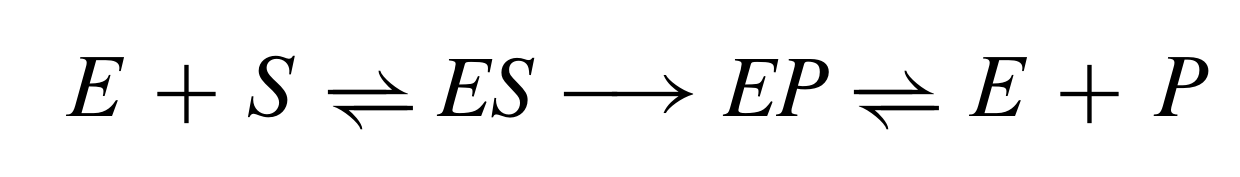 E + S ⇌ ES ⟶ EP ⇌ E + P